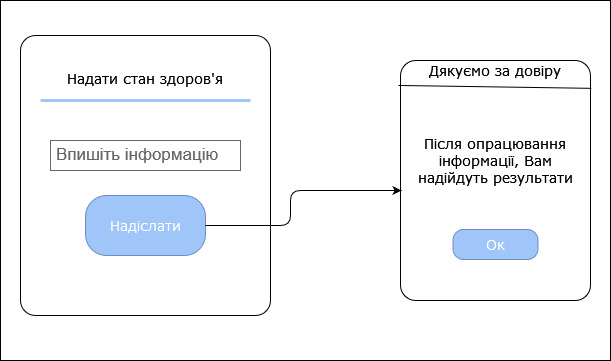 Надати стан здоров'я
Впишіть інформацію
Надіслати
Дякуємо за довіру
Після опрацювання
інформації, Вам
надійдуть результати
Ок